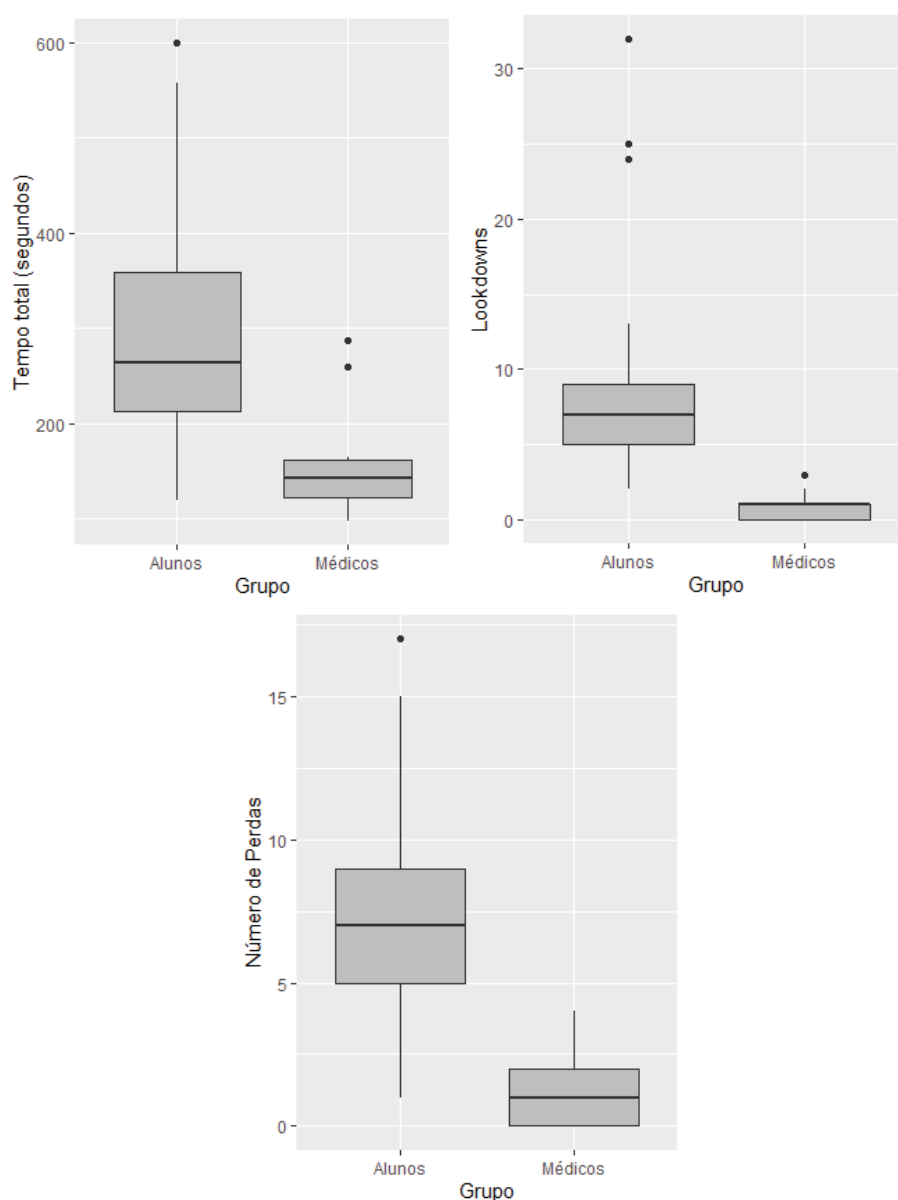 Tempo total (segundos)
600
400
200
Alunos
Médicos
Grupo
Lookdowns
30
20
10
0
Alunos
Médicos
Grupo
Número de Perdas
15
10
5
0
Alunos
Médicos
Grupo